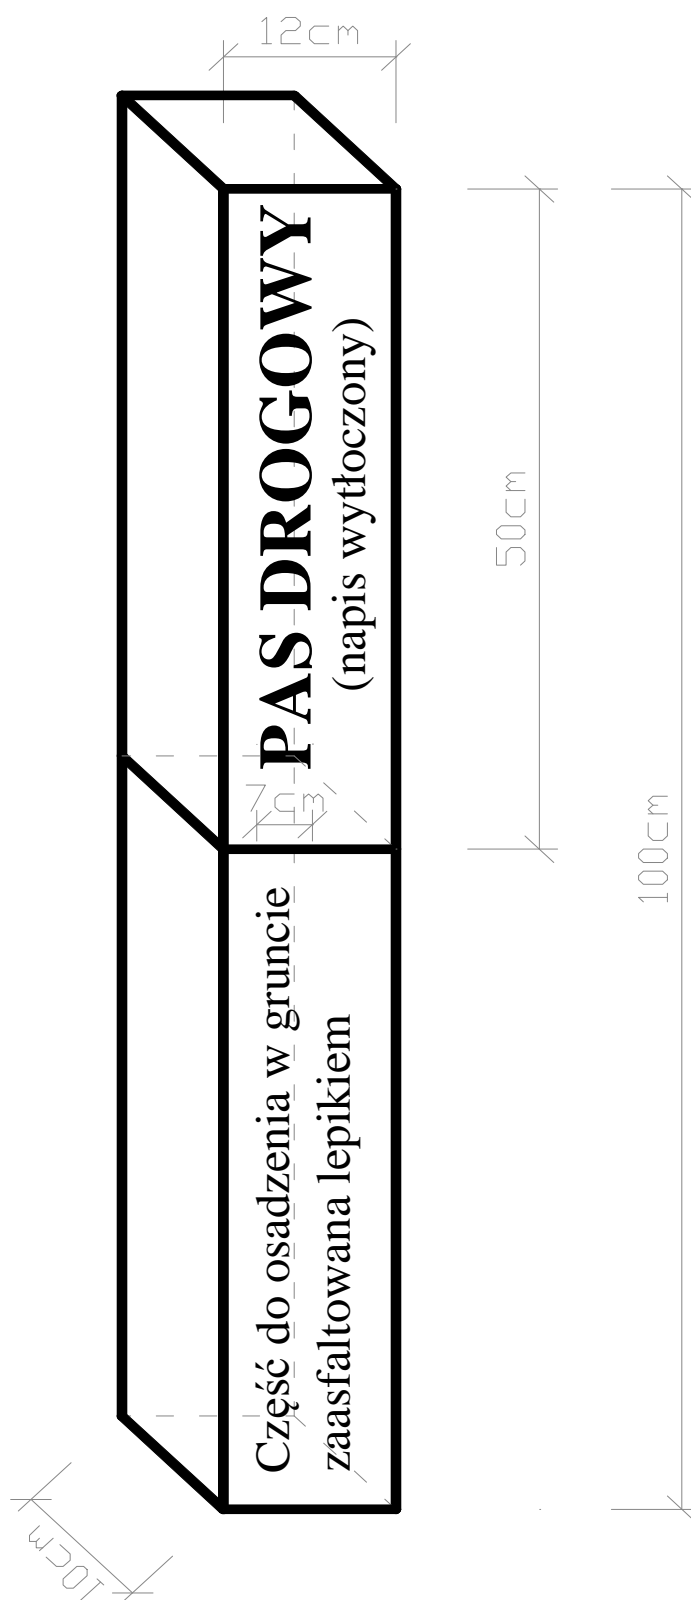 12cm
PAS DROGOWY
(napis wytłoczony)
50cm
7cm
100cm
Część do osadzenia w gruncie
zaasfaltowana lepikiem
10cm